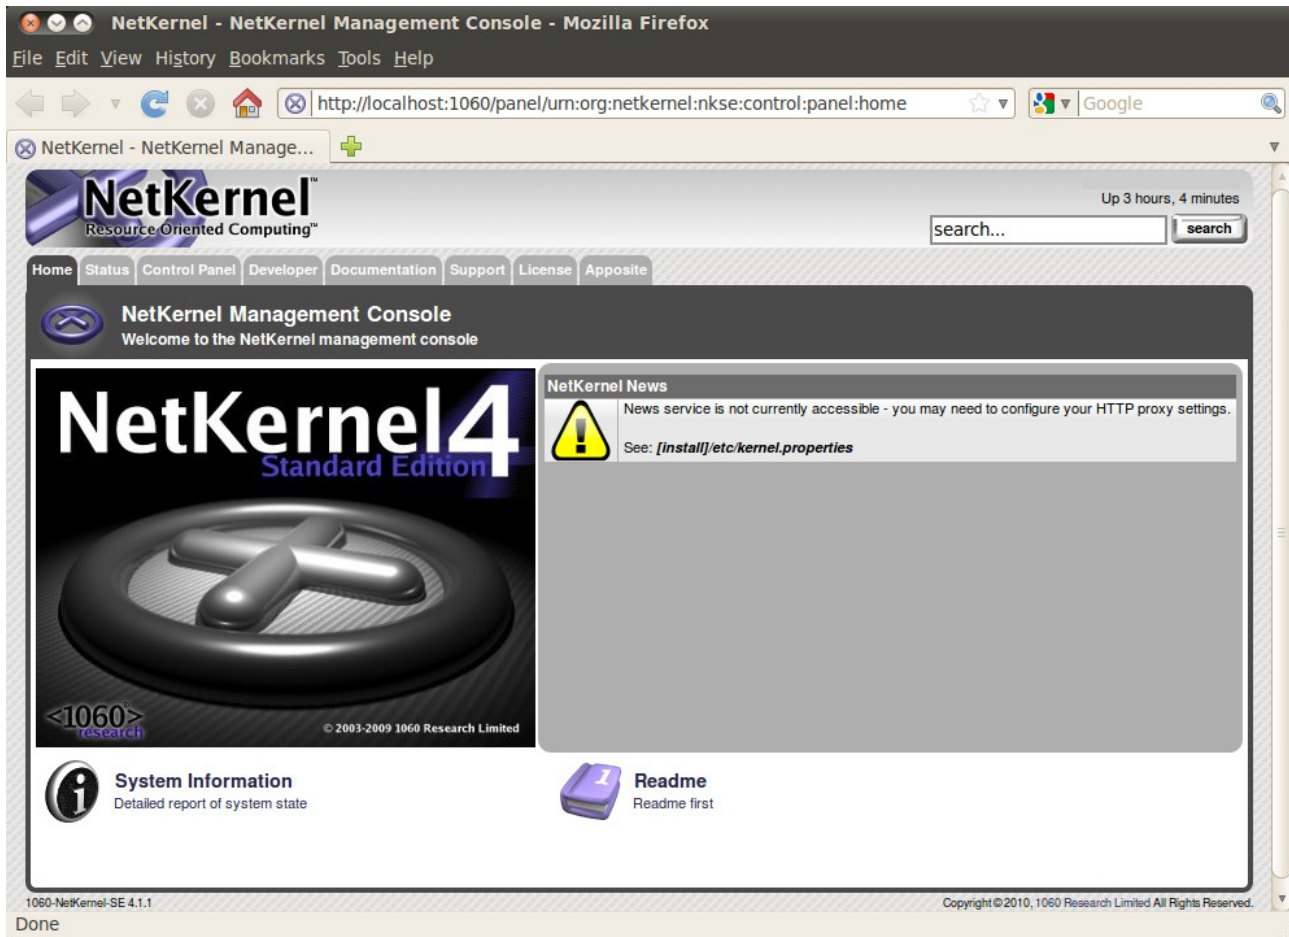 NetKernel - NetKernel Management Console - Mozilla Firefox
File Edit View History Bookmarks Tools Help
http://localhost:1060/panel/urn:org:netkernel:nkse:control:panel:home
Google
NetKernel - NetKernel Manage...
NetKernel™
Resource Oriented Computing™
Up 3 hours, 4 minutes
search...
search
Home Status Control Panel Developer Documentation Support License Apposite
NetKernel Management Console
Welcome to the NetKernel management console
NetKernel 4
Standard Edition
<1060>
research
© 2003-2009 1060 Research Limited
NetKernel News
News service is not currently accessible - you may need to configure your HTTP proxy settings.
See: [install]/etc/kernel.properties
System Information
Detailed report of system state
1
Readme
Readme first
1060-NetKernel-SE 4.1.1
Copyright © 2010, 1060 Research Limited All Rights Reserved.
Done